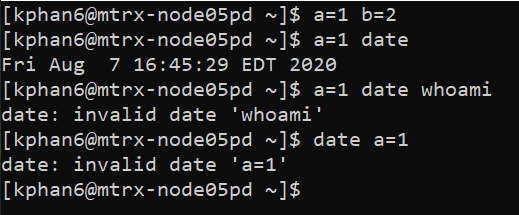 [kphan6@mtrx-node05pd ~]$ a=1 b=2
[kphan6@mtrx-node05pd ~]$ a=1 date
Fri Aug  7 16:45:29 EDT 2020
[kphan6@mtrx-node05pd ~]$ a=1 date whoami
date: invalid date 'whoami'
[kphan6@mtrx-node05pd ~]$ date a=1
date: invalid date 'a=1'
[kphan6@mtrx-node05pd ~]$